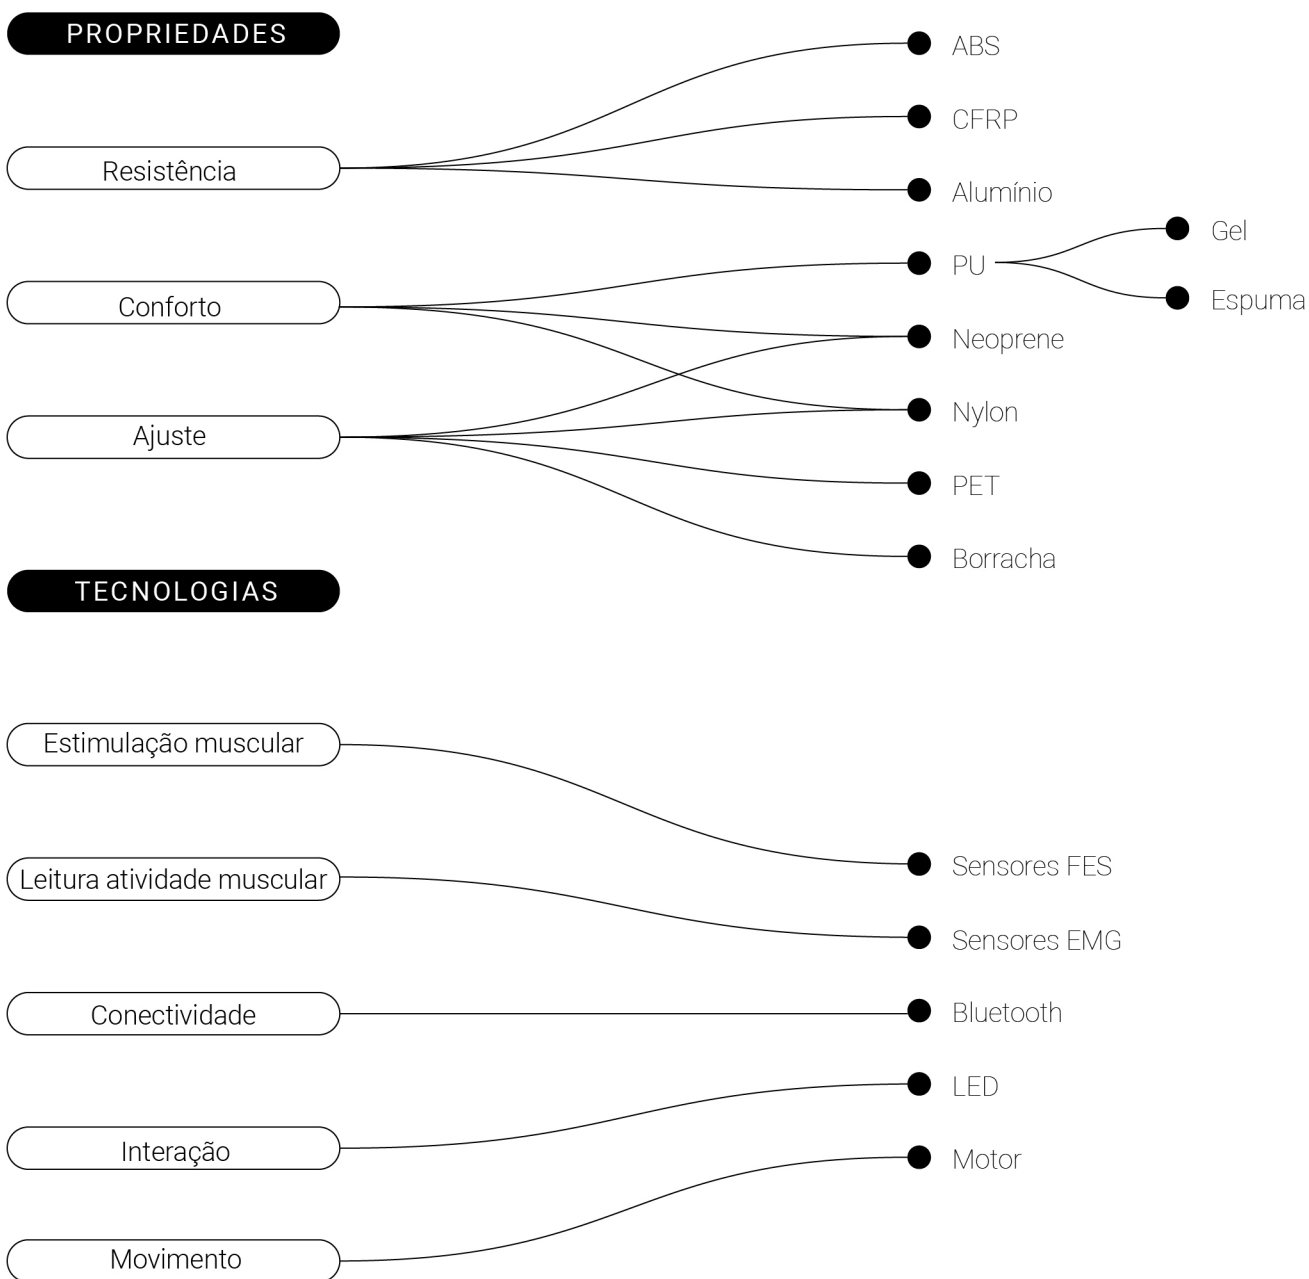 PROPRIEDADES
ABS
CFRP
Resistência
Alumínio
Gel
PU
Conforto
Espuma
Neoprene
Nylon
Ajuste
PET
Borracha
TECNOLOGIAS
Estimulação muscular
Sensores FES
Leitura atividade muscular
Sensores EMG
Conectividade
Bluetooth
LED
Interação
Motor
Movimento